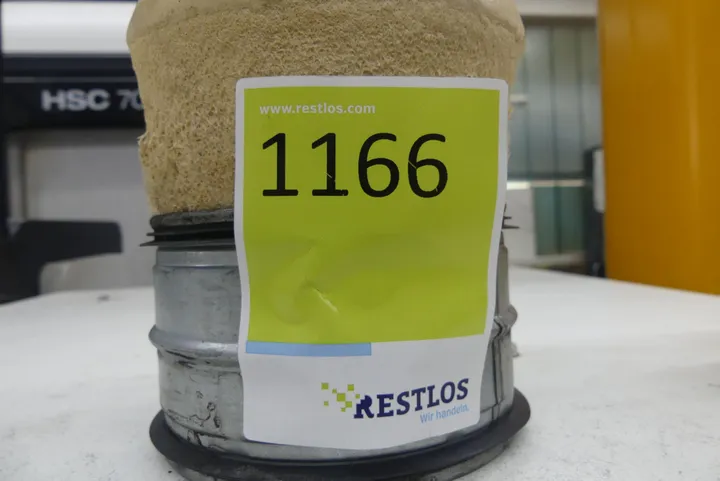 HSC 70
www.restlos.com
1166
RESTLOS
Wir handeln.